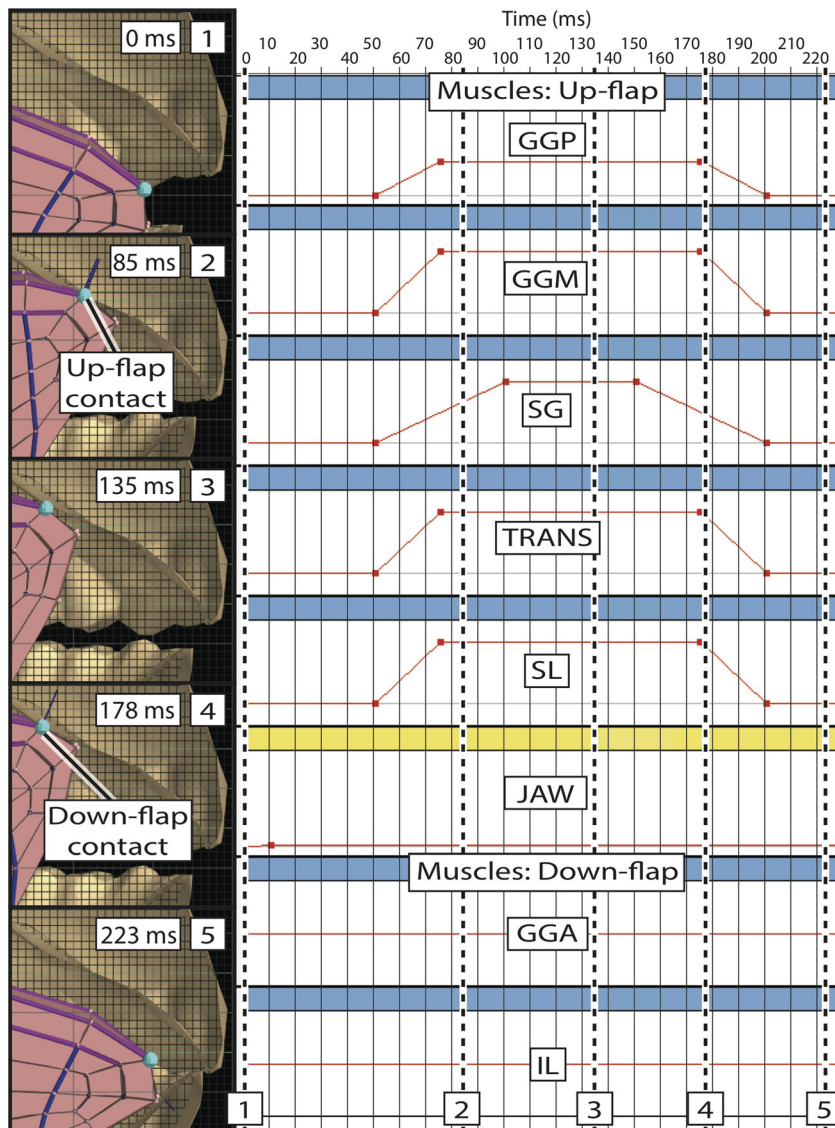 Time (ms)
0 10 30 50 70 90 110 130 150 170 190 210
20 40 60 80 100 120 140 160 180 200 220
0 ms 1
Muscles: Up-flap
GGP
85 ms 2
GGM
Up-flap
contact
SG
135 ms 3
TRANS
SL
178 ms 4
JAW
Down-flap
contact
Muscles: Down-flap
223 ms 5
GGA
IL
1 2 3 4 5